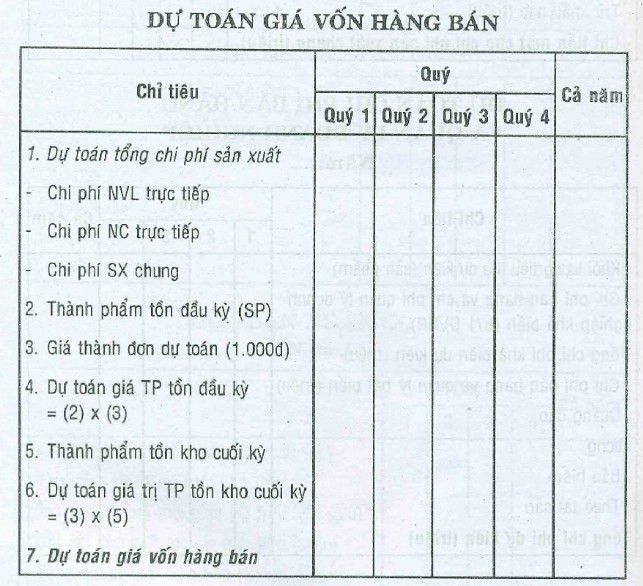 DỰ TOÁN GIÁ VỐN HÀNG BÁN
Chỉ tiêu
Quý
Cả năm
Quý 1 Quý 2 Quý 3 Quý 4
1. Dự toán tổng chi phí sản xuất
- Chi phí NVL trực tiếp
- Chi phí NC trực tiếp
- Chi phí SX chung
2. Thành phẩm tồn đầu kỳ (SP)
3. Giá thành đơn dự toán (1.000đ)
4. Dự toán giá TP tồn đầu kỳ
= (2) x (3)
5. Thành phẩm tồn kho cuối kỳ
6. Dự toán giá trị TP tồn kho cuối kỳ
= (3) x (5)
7. Dự toán giá vốn hàng bán